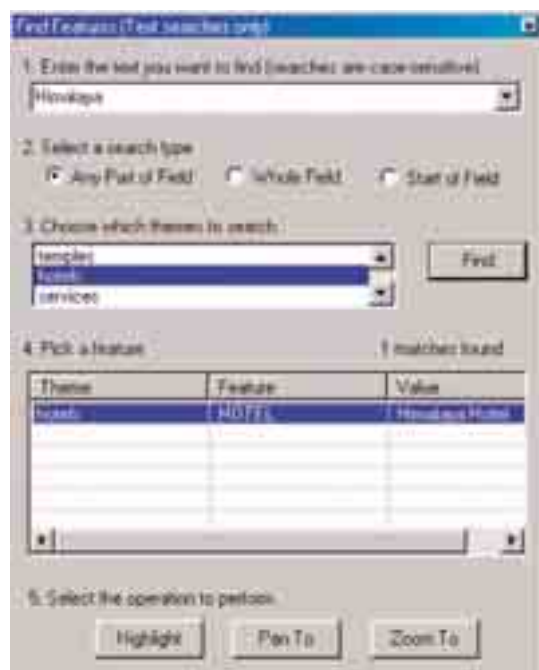 Find Features (Text searches only)
1. Enter the text you want to find (searches are case-sensitive)
Himalaya
2. Select a search type
Any Part of Field Whole Field Start of Field
3. Choose which themes to search
temples
hotels
services
Find
4. Pick a feature 1 matches found
Theme Feature Value
hotels HOTEL Himalaya Hotel
5. Select the operation to perform
Highlight Pan To Zoom To